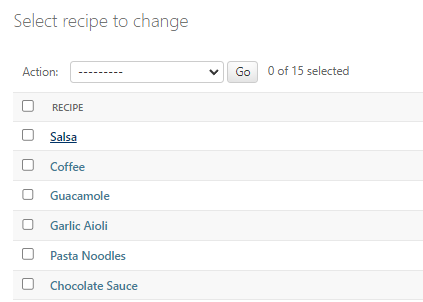 Select recipe to change
Action: --------- Go 0 of 15 selected
RECIPE
Salsa
Coffee
Guacamole
Garlic Aioli
Pasta Noodles
Chocolate Sauce